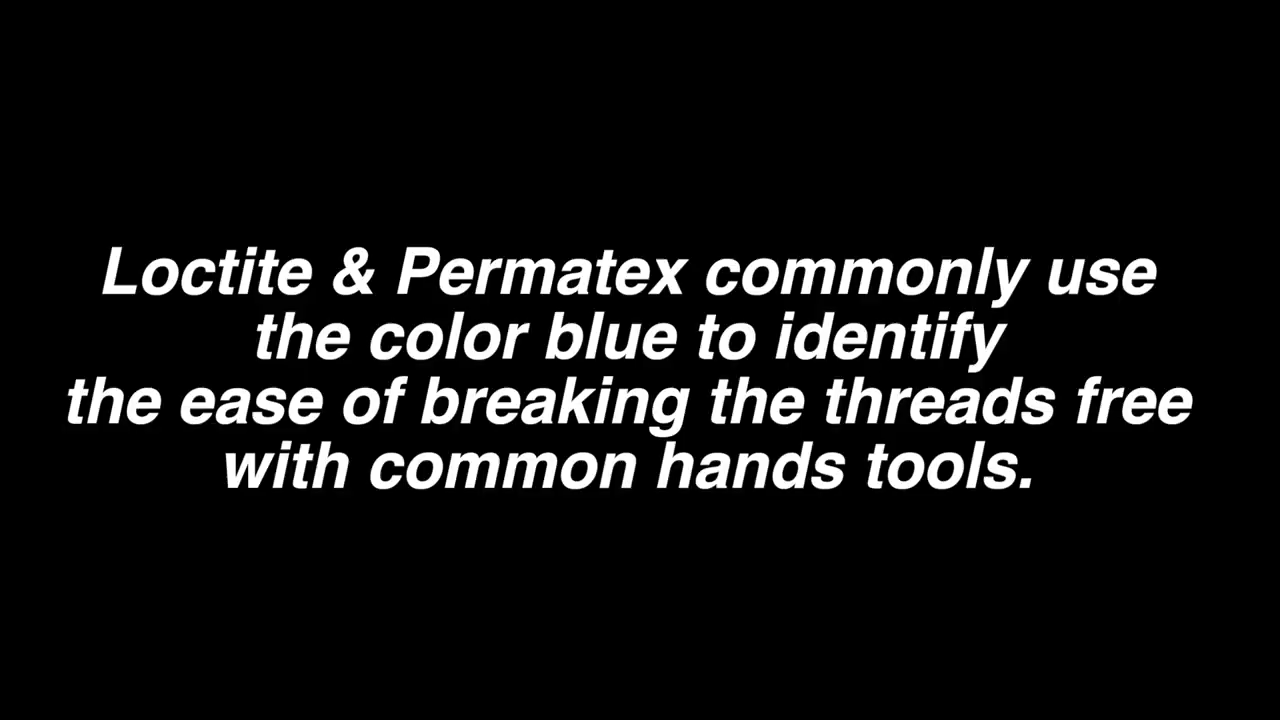 Loctite & Permatex commonly use
the color blue to identify
the ease of breaking the threads free
with common hands tools.